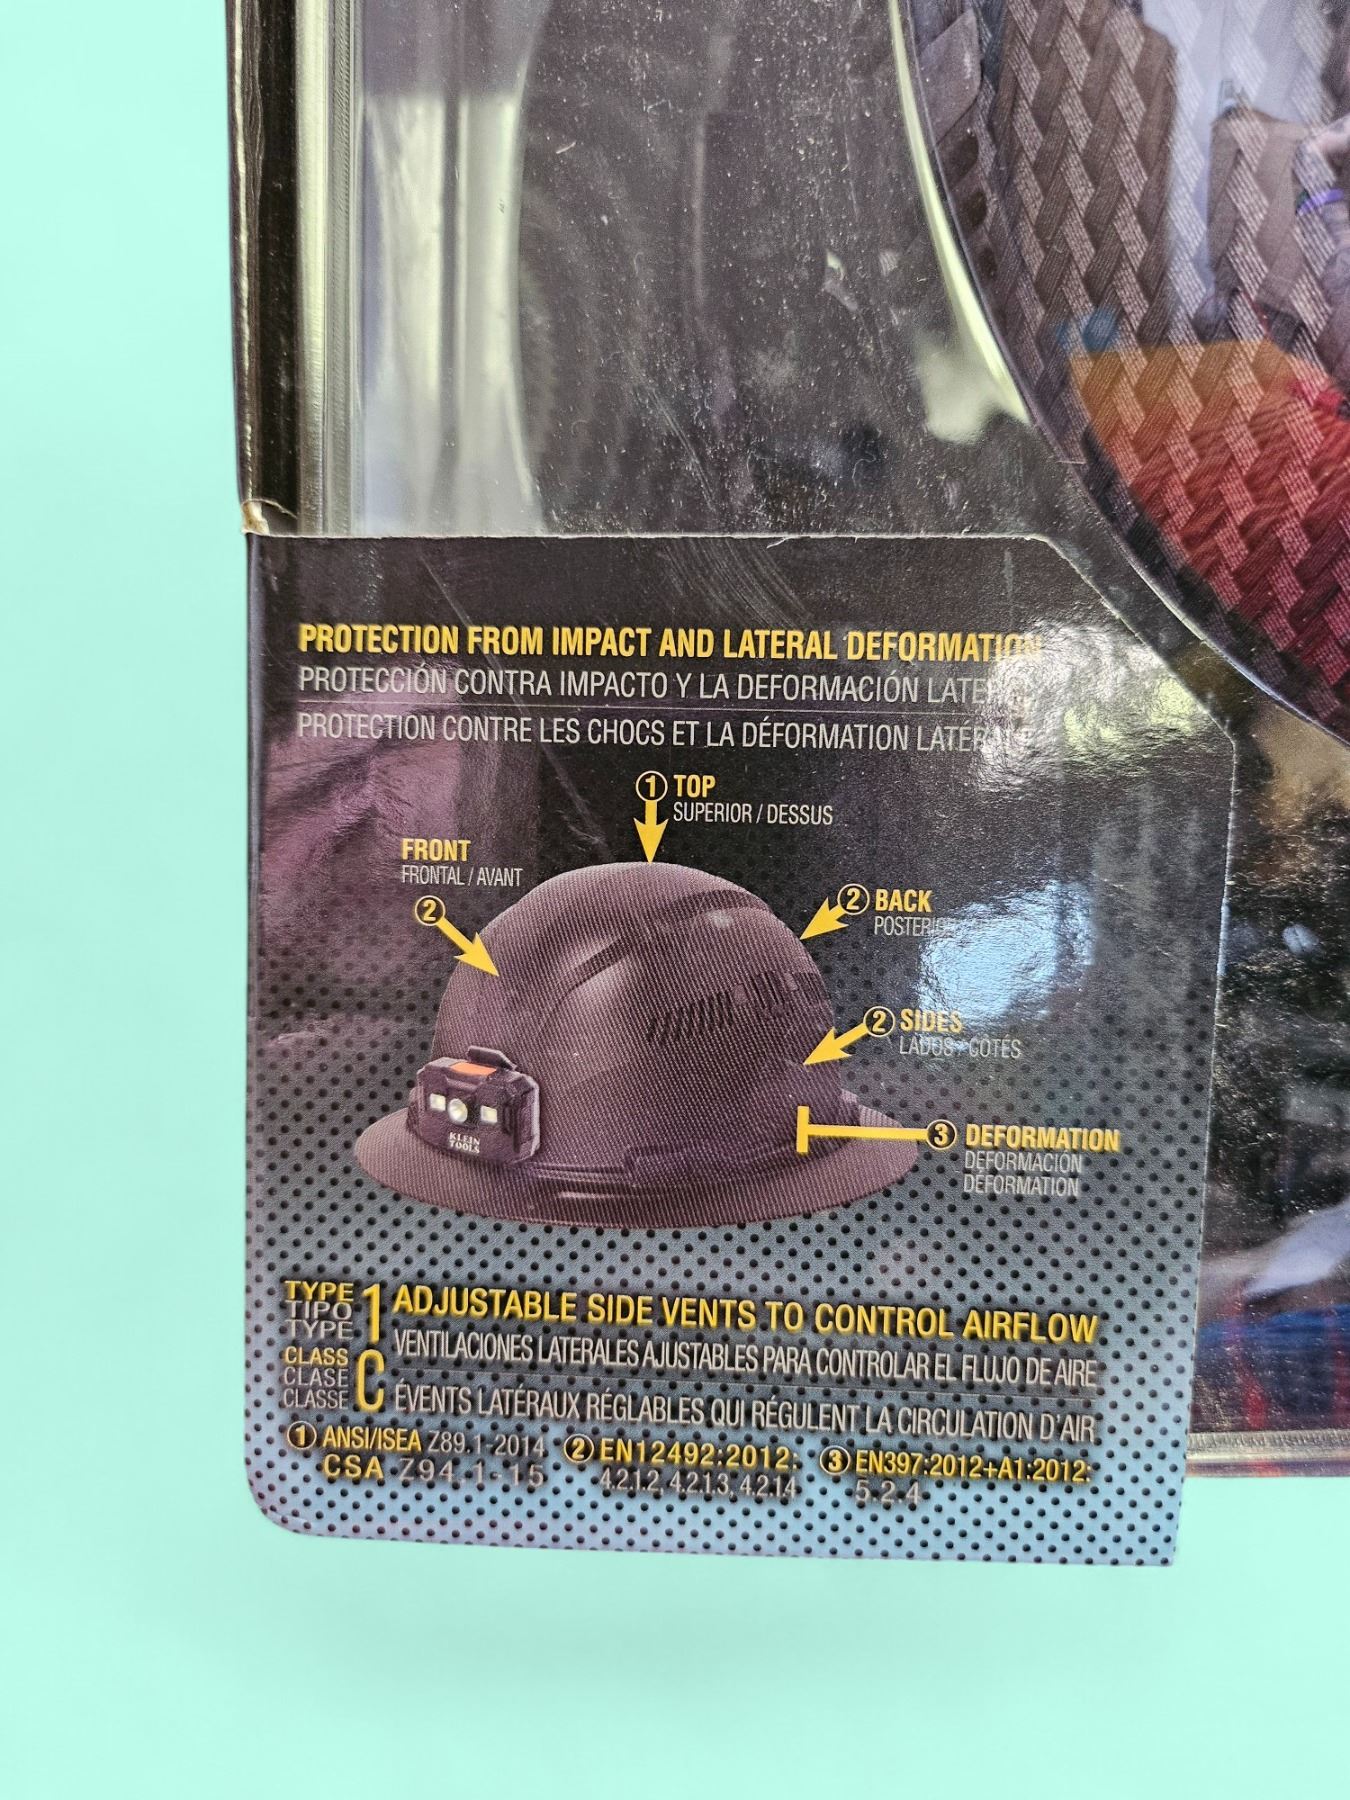 PROTECTION FROM IMPACT AND LATERAL DEFORMATION
PROTECCIÓN CONTRA IMPACTO Y LA DEFORMACIÓN
PROTECTION CONTRE LES CHOCS ET LA DÉFORMATION
1 TOP
SUPERIOR / DESSUS
FRONT
FRONTAL / AVANT
2
2 BACK
2 SIDES
LADOS / CÔTÉS
3 DEFORMATION
DEFORMACIÓN
DÉFORMATION
KLEIN
TOOLS
TYPE
TIPO
TYPE
1
CLASS
CLASE
CLASSE
C
ADJUSTABLE SIDE VENTS TO CONTROL AIRFLOW
VENTILACIONES LATERALES AJUSTABLES PARA CONTROLAR EL FLUJO DE AIRE
ÉVENTS LATÉRAUX RÉGLABLES QUI RÉGULENT LA CIRCULATION D'AIR
1 ANSI/ISEA Z89.1-2014
CSA Z94.1-15
2 EN12492:2012:
4.2.1.2, 4.2.1.3, 4.2.1.4
3 EN397:2012+A1:2012:
5.2.4